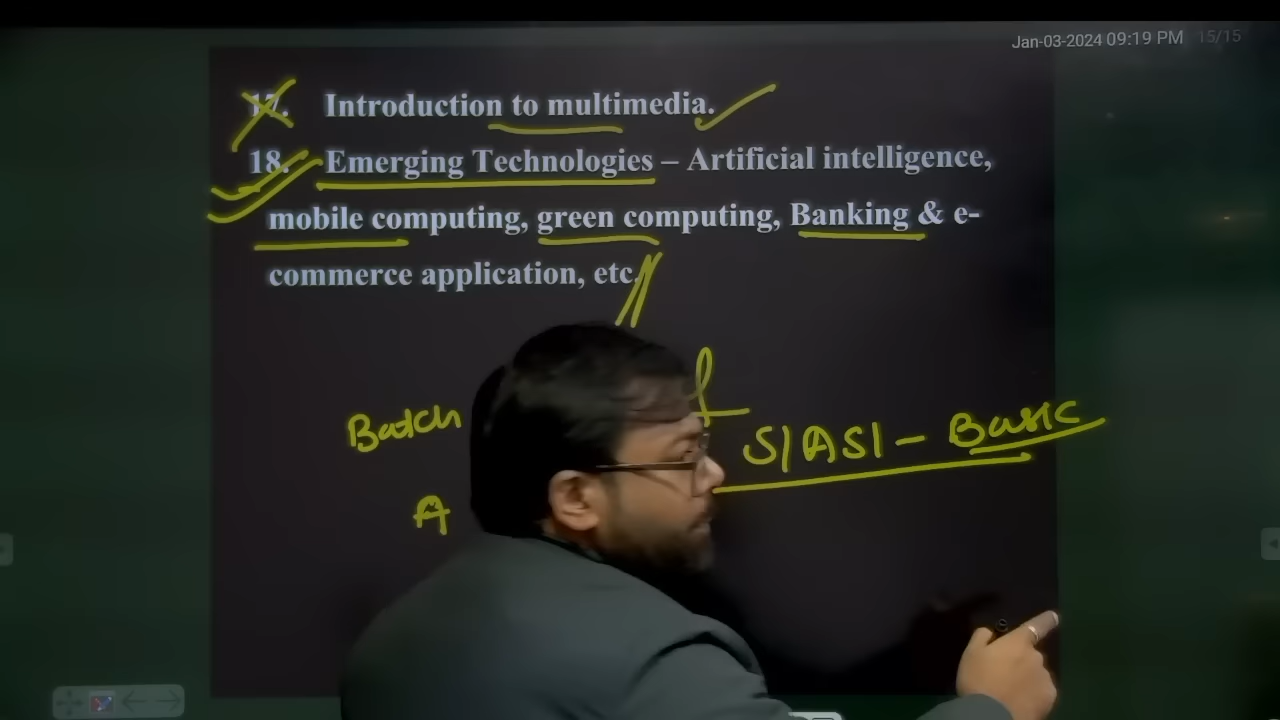 Jan-03-2024 09:19 PM 15/15
17. Introduction to multimedia.
18. Emerging Technologies – Artificial intelligence,
mobile computing, green computing, Banking & e-
commerce application, etc.
Batch
S/ASI - Basic
A